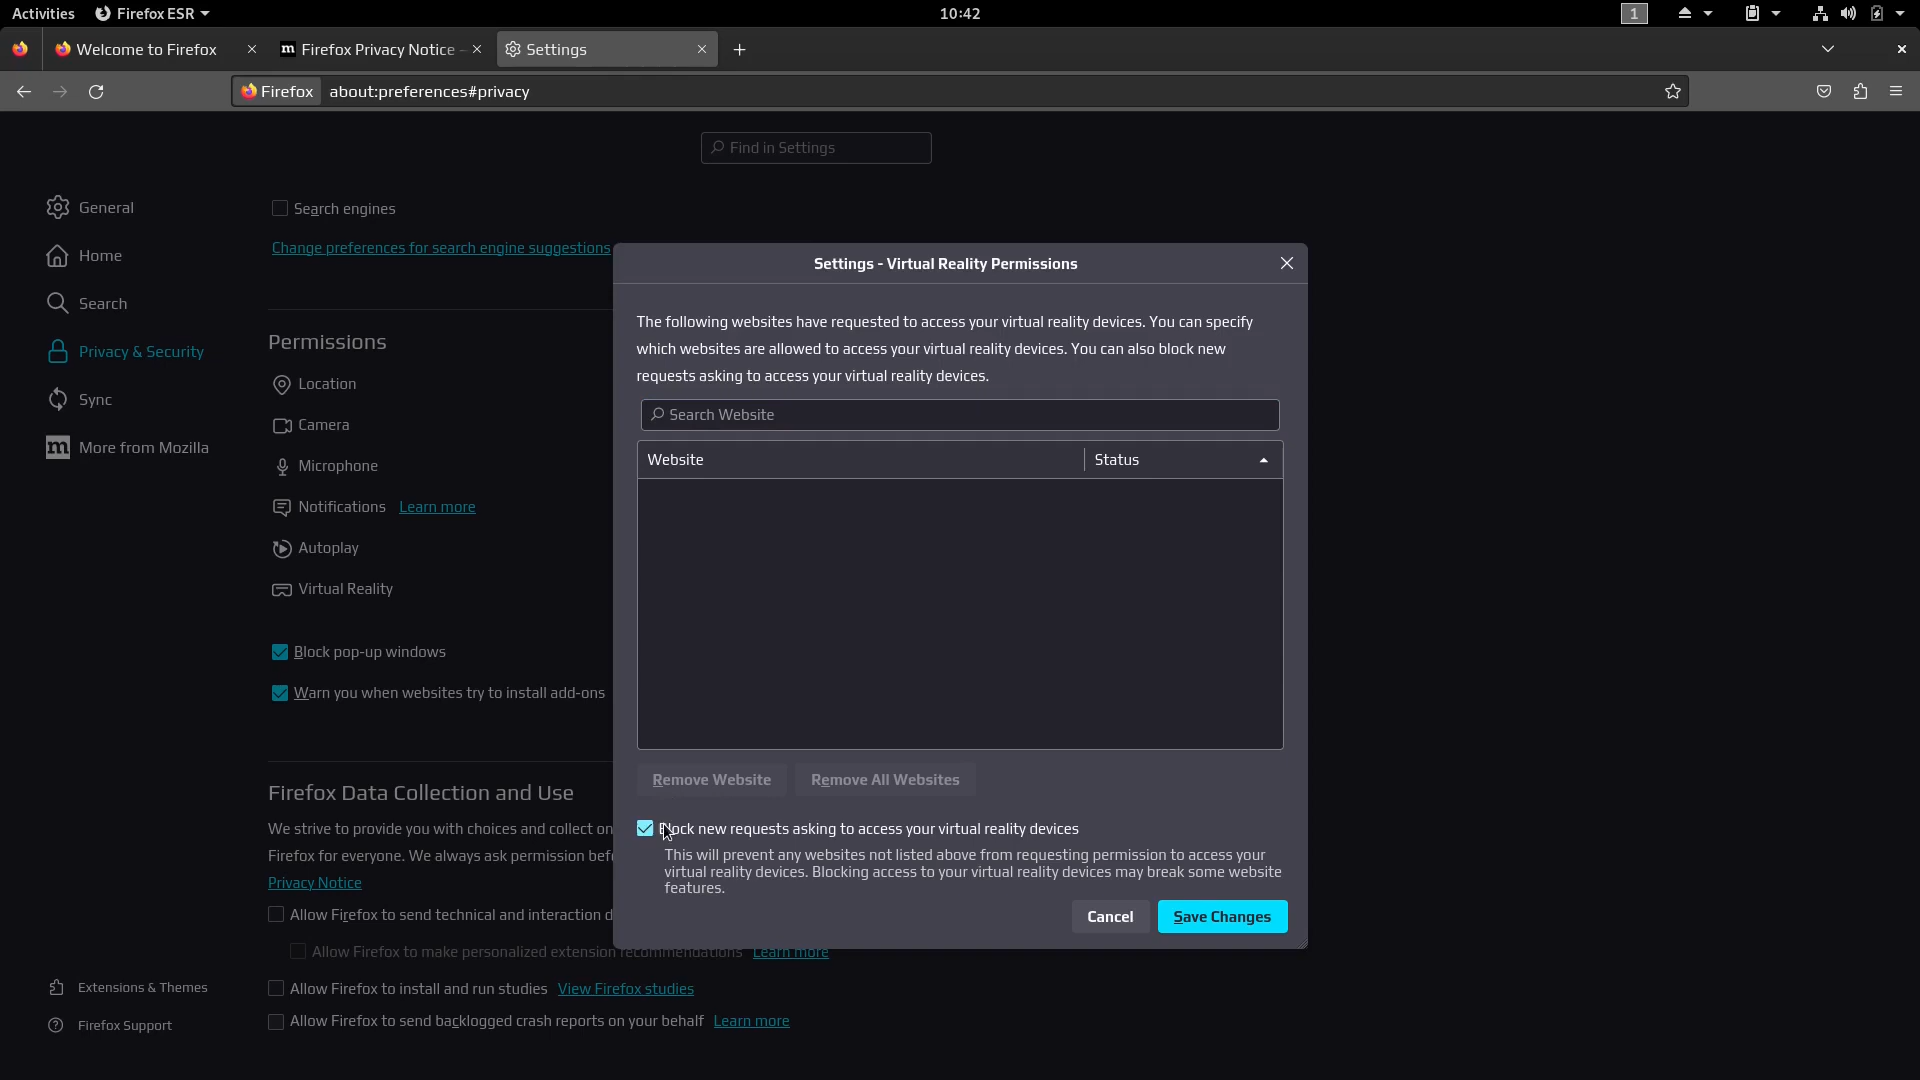 Activities
Firefox ESR
10:42
1
Welcome to Firefox
Firefox Privacy Notice
Settings
Firefox
about:preferences#privacy
Find in Settings
General
Home
Search
Privacy & Security
Sync
More from Mozilla
Extensions & Themes
Firefox Support
Search engines
Change preferences for search engine suggestions
Permissions
Location
Camera
Microphone
Notifications Learn more
Autoplay
Virtual Reality
Block pop-up windows
Warn you when websites try to install add-ons
Firefox Data Collection and Use
We strive to provide you with choices and collect on
Firefox for everyone. We always ask permission
Privacy Notice
Allow Firefox to send technical and interaction
Allow Firefox to make personalized extension recommendations Learn more
Allow Firefox to install and run studies View Firefox studies
Allow Firefox to send backlogged crash reports on your behalf Learn more
Settings - Virtual Reality Permissions
The following websites have requested to access your virtual reality devices. You can specify
which websites are allowed to access your virtual reality devices. You can also block new
requests asking to access your virtual reality devices.
Search Website
Website Status
Remove Website Remove All Websites
Block new requests asking to access your virtual reality devices
This will prevent any websites not listed above from requesting permission to access your
virtual reality devices. Blocking access to your virtual reality devices may break some website
features.
Cancel Save Changes